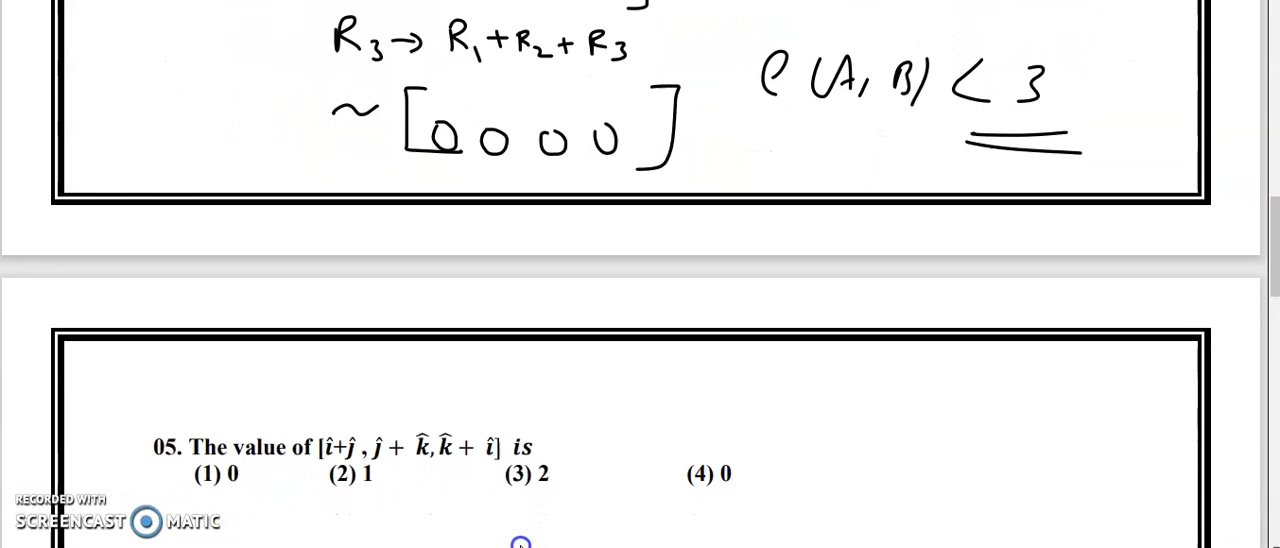 R₃→ R₁+R₂+R₃
ρ (A, B) < 3
~ [0 0 0 0]
05. The value of [î+ĵ , ĵ + k̂, k̂ + î] is
(1) 0 (2) 1 (3) 2 (4) 0
RECORDED WITH
SCREENCAST MATIC